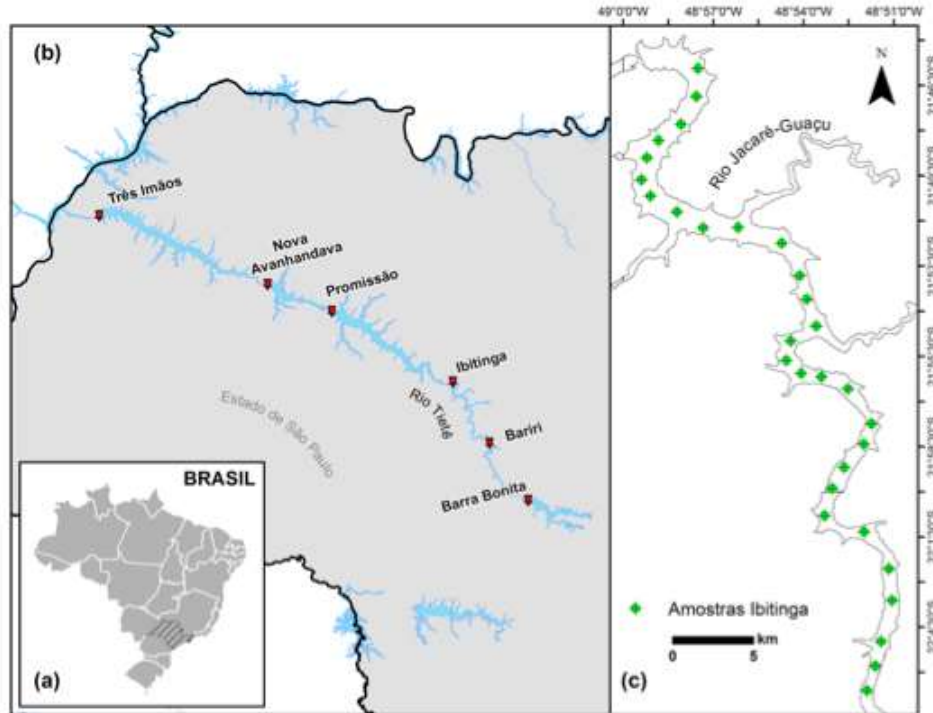 49°0'0"W
48°57'0"W
48°54'0"W
48°51'0"W
(b)
N
Rio Jacaré-Guaçu
Três Imãos
Nova
Avanhandava
Promissão
Ibitinga
Rio Tietê
Bariri
Barra Bonita
Estado de São Paulo
BRASIL
(a)
Amostras Ibitinga
km
0
5
(c)